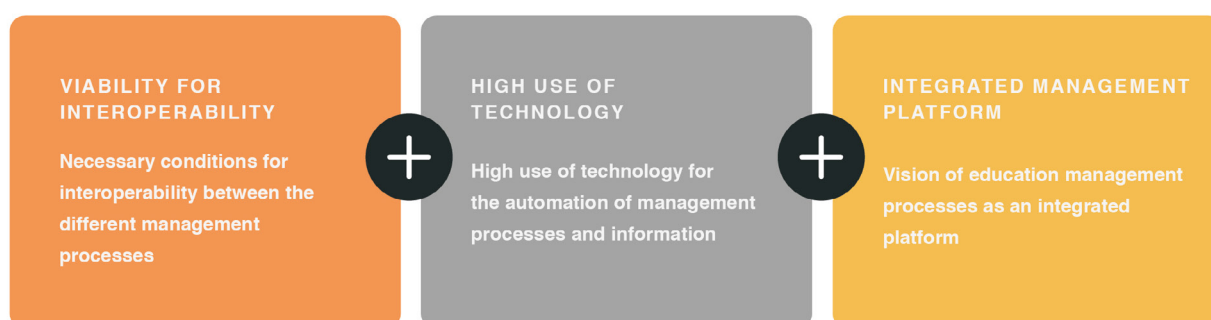 VIABILITY FOR
INTEROPERABILITY
Necessary conditions for
interoperability between the
different management
processes
HIGH USE OF
TECHNOLOGY
High use of technology for
the automation of management
processes and information
INTEGRATED MANAGEMENT
PLATFORM
Vision of education management
processes as an integrated
platform